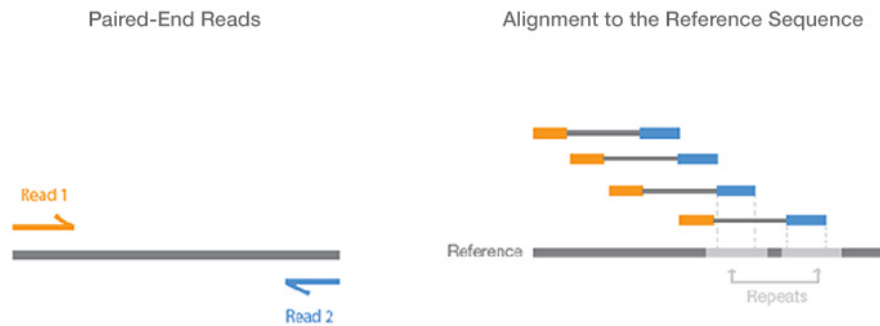 Paired-End Reads
Alignment to the Reference Sequence
Read 1
Read 2
Reference
Repeats